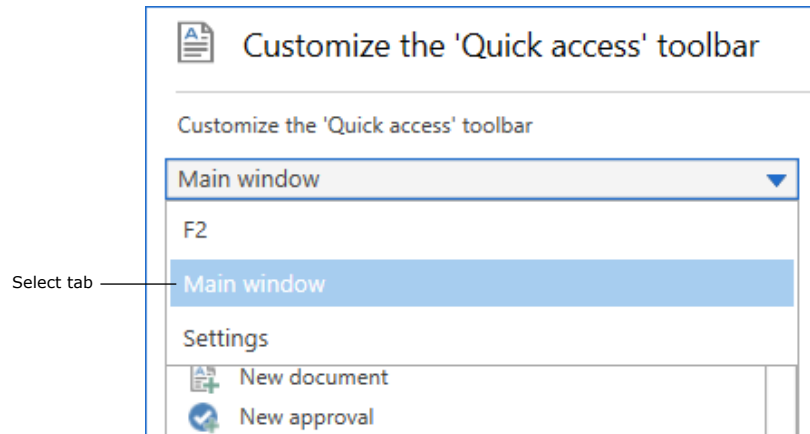 Customize the 'Quick access' toolbar
Customize the 'Quick access' toolbar
Main window
F2
Select tab
Main window
Settings
New document
New approval